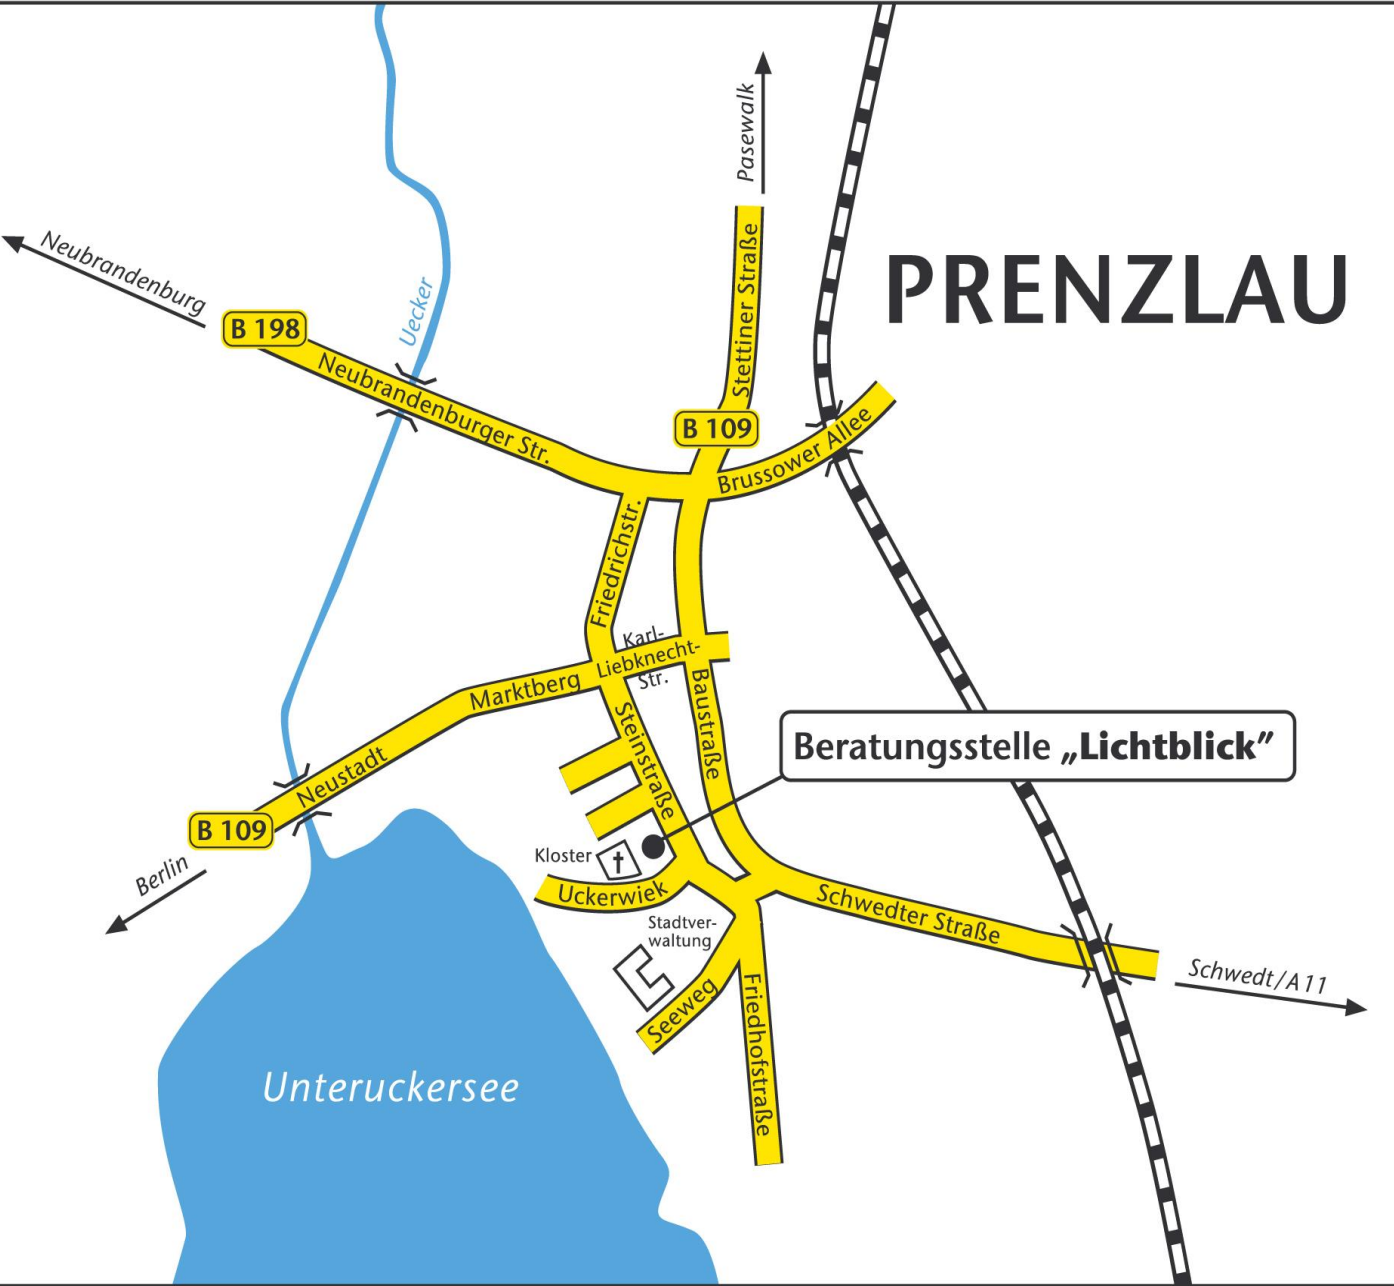 Pasewalk
Neubrandenburg
Uecker
PRENZLAU
B 198
Neubrandenburger Str.
Stettiner Straße
B 109
Brussower Allee
Friedrichstr.
Karl-
Liebknecht-
Str.
Marktberg
Steinstraße
Baustraße
Beratungsstelle „Lichtblick”
Neustadt
B 109
Berlin
Kloster
Uckerwiek
Schwedter Straße
Stadtver-
waltung
Schwedt/A11
Seeweg
Friedhofstraße
Unteruckersee